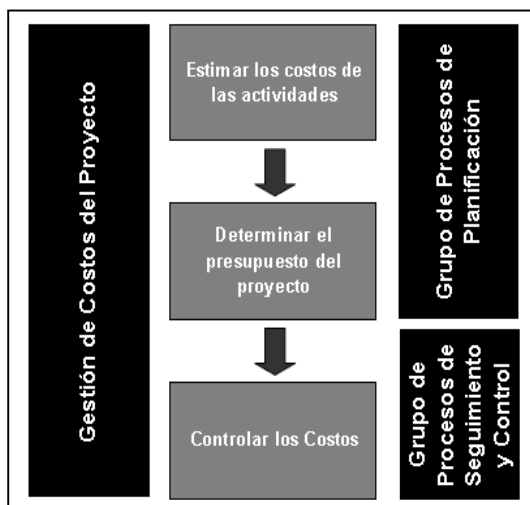 Gestión de Costos del Proyecto
Estimar los costos de
las actividades
Determinar el
presupuesto del
proyecto
Controlar los Costos
Grupo de Procesos de
Planificación
Grupo de
Procesos de
Seguimiento
y Control